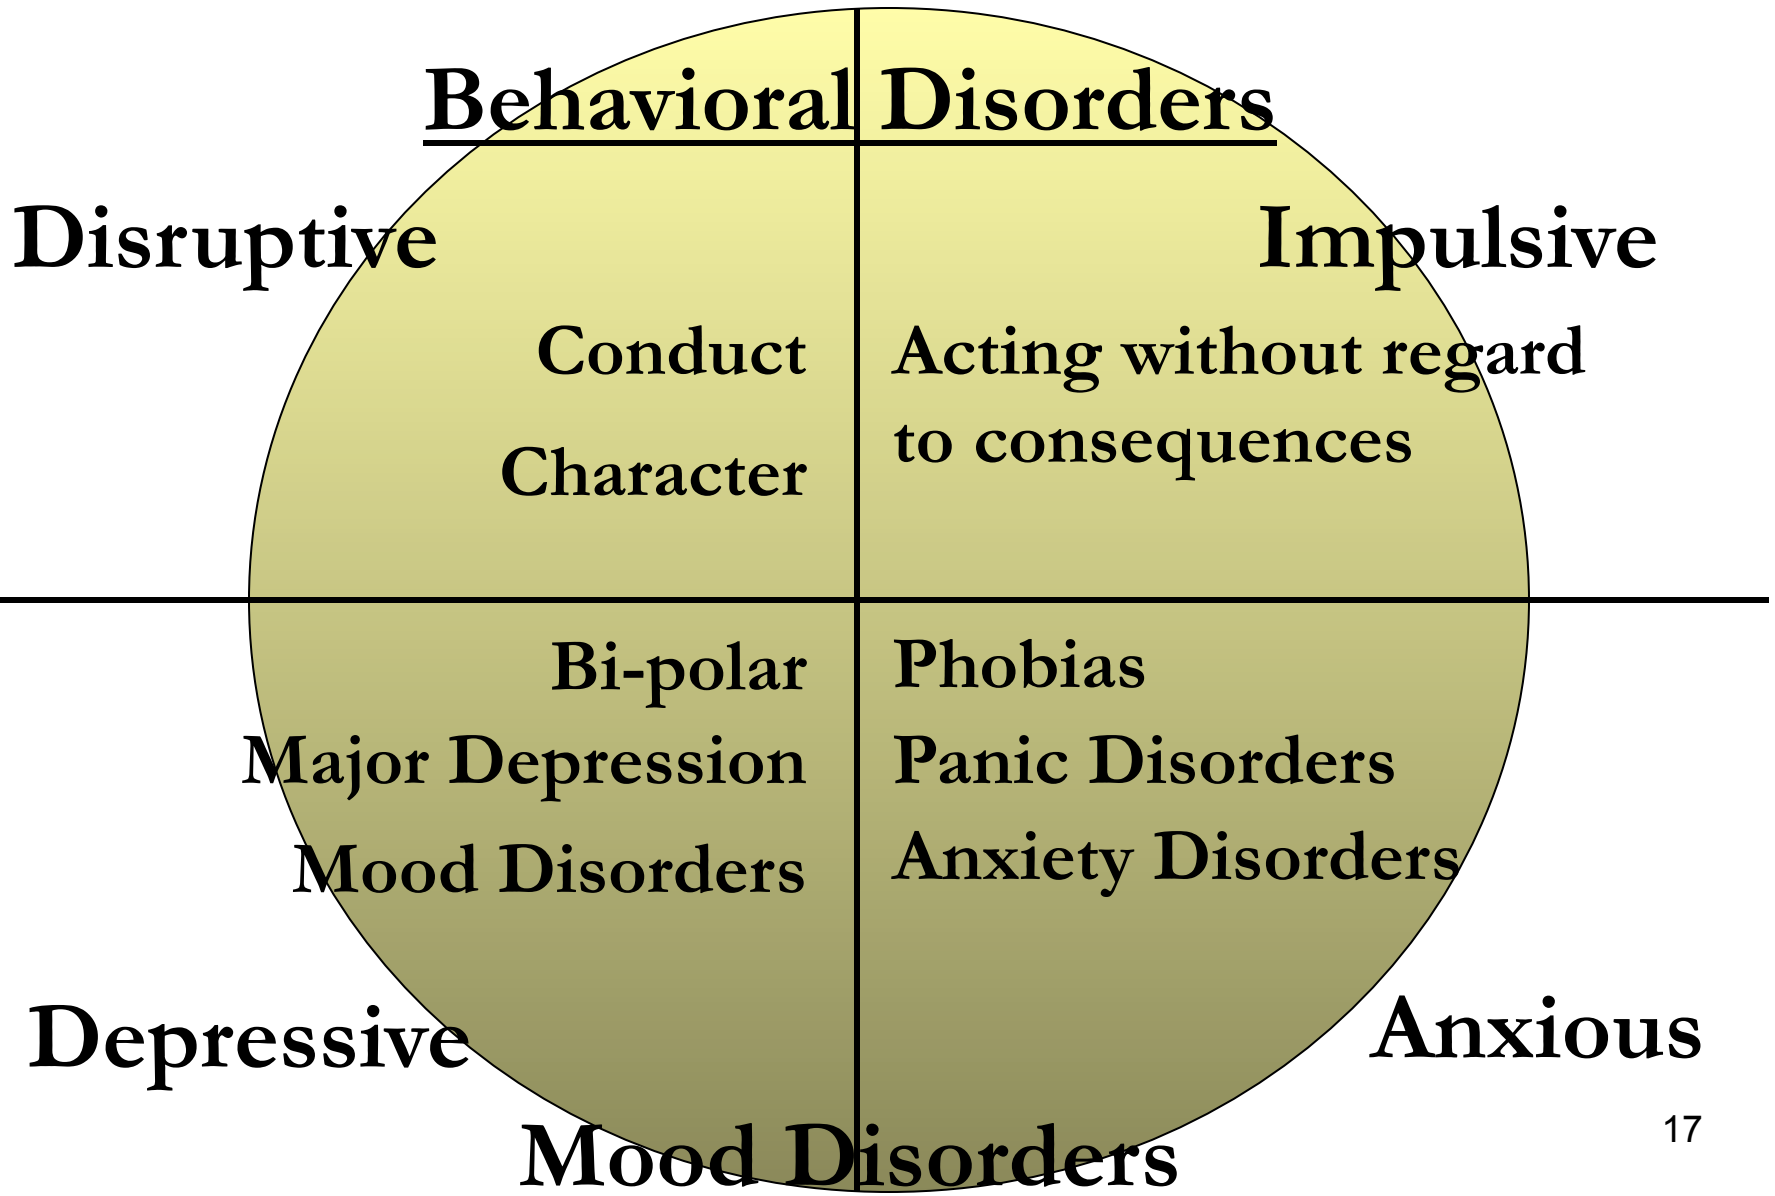 Behavioral Disorders
Disruptive
Impulsive
Conduct
Character
Acting without regard
to consequences
Bi-polar
Major Depression
Mood Disorders
Phobias
Panic Disorders
Anxiety Disorders
Depressive
Anxious
Mood Disorders
17